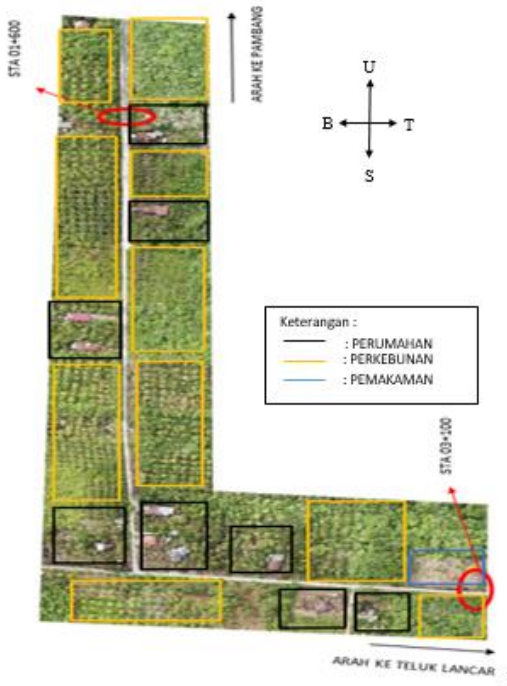 STA 01+600
ARAH KE PAMBANG
U
B
T
S
Keterangan :
: PERUMAHAN
: PERKEBUNAN
: PEMAKAMAN
STA 03+100
ARAH KE TELUK LANCAR